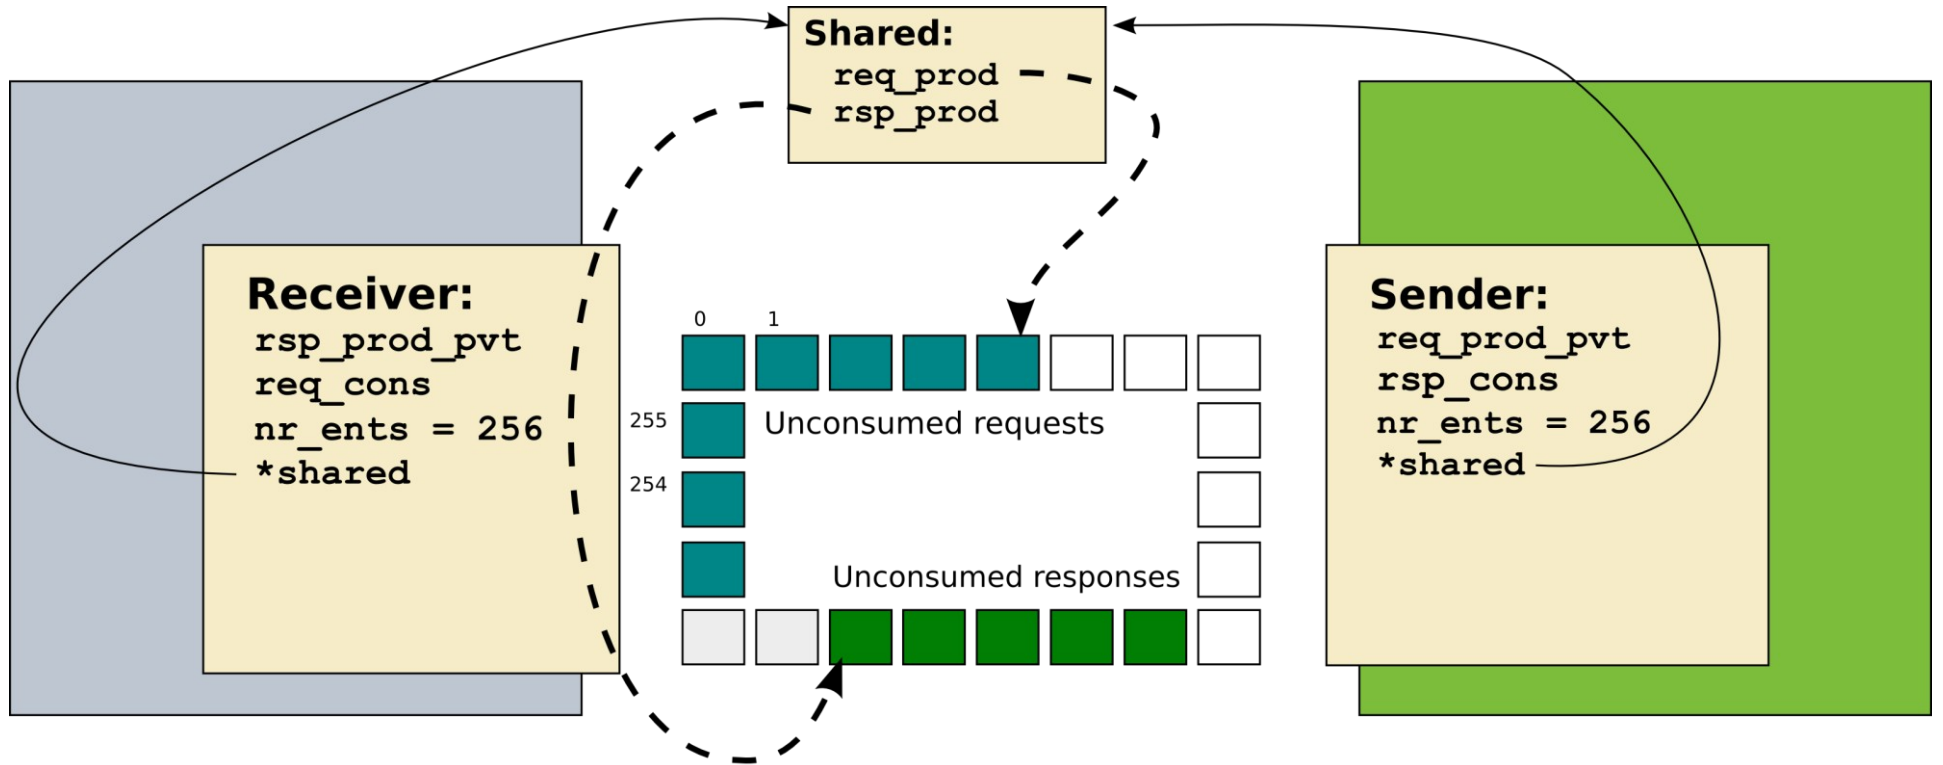 Shared:
req_prod
rsp_prod
Receiver:
rsp_prod_pvt
req_cons
nr_ents = 256
*shared
0 1
255
Unconsumed requests
254
Unconsumed responses
Sender:
req_prod_pvt
rsp_cons
nr_ents = 256
*shared